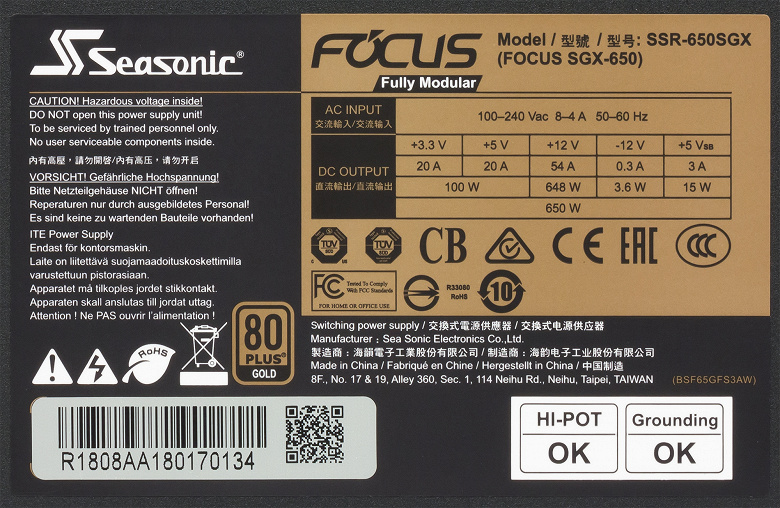 Seasonic®
CAUTION! Hazardous voltage inside!
DO NOT open this power supply unit!
To be serviced by trained personnel only.
No user serviceable components inside.
內有高壓，請勿開啓/内有高压，请勿开启
VORSICHT! Gefährliche Hochspannung!
Bitte Netzteilgehäuse NICHT öffnen!
Reperaturen nur durch ausgebildetes Personal!
Es sind keine zu wartenden Bauteile vorhanden!
ITE Power Supply
Endast för kontorsmaskin.
Laite on liitettävä suojamaadoituskoskettimilla
varustettuun pistorasiaan.
Apparatet må tilkoples jordet stikkontakt.
Apparaten skall anslutas till jordat uttag.
Attention ! Ne PAS ouvrir l'alimentation !
RoHS
80
PLUS®
GOLD
FOCUS
Fully Modular
Model / 型號 / 型号: SSR-650SGX
(FOCUS SGX-650)
AC INPUT
交流輸入/交流输入
100–240 Vac 8–4 A 50–60 Hz
DC OUTPUT
直流輸出/直流输出
+3.3 V +5 V +12 V -12 V +5 VSB
20 A 20 A 54 A 0.3 A 3 A
100 W 648 W 3.6 W 15 W
650 W
C TÜV US TÜV CB CE EAC CCC
FC Tested To Comply
With FCC Standards
FOR HOME OR OFFICE USE
R33080
RoHS
10
Switching power supply / 交換式電源供應器 / 交换式电源供应器
Manufacturer : Sea Sonic Electronics Co.,Ltd.
製造商：海韻電子工業股份有限公司 / 制造商：海韵电子工业股份有限公司
Made in China / Fabriqué en Chine / Hergestellt in China / 中国制造
8F., No. 17 & 19, Alley 360, Sec. 1, 114 Neihu Rd., Neihu, Taipei, TAIWAN
(BSF65GFS3AW)
R1808AA180170134
HI-POT
OK
Grounding
OK